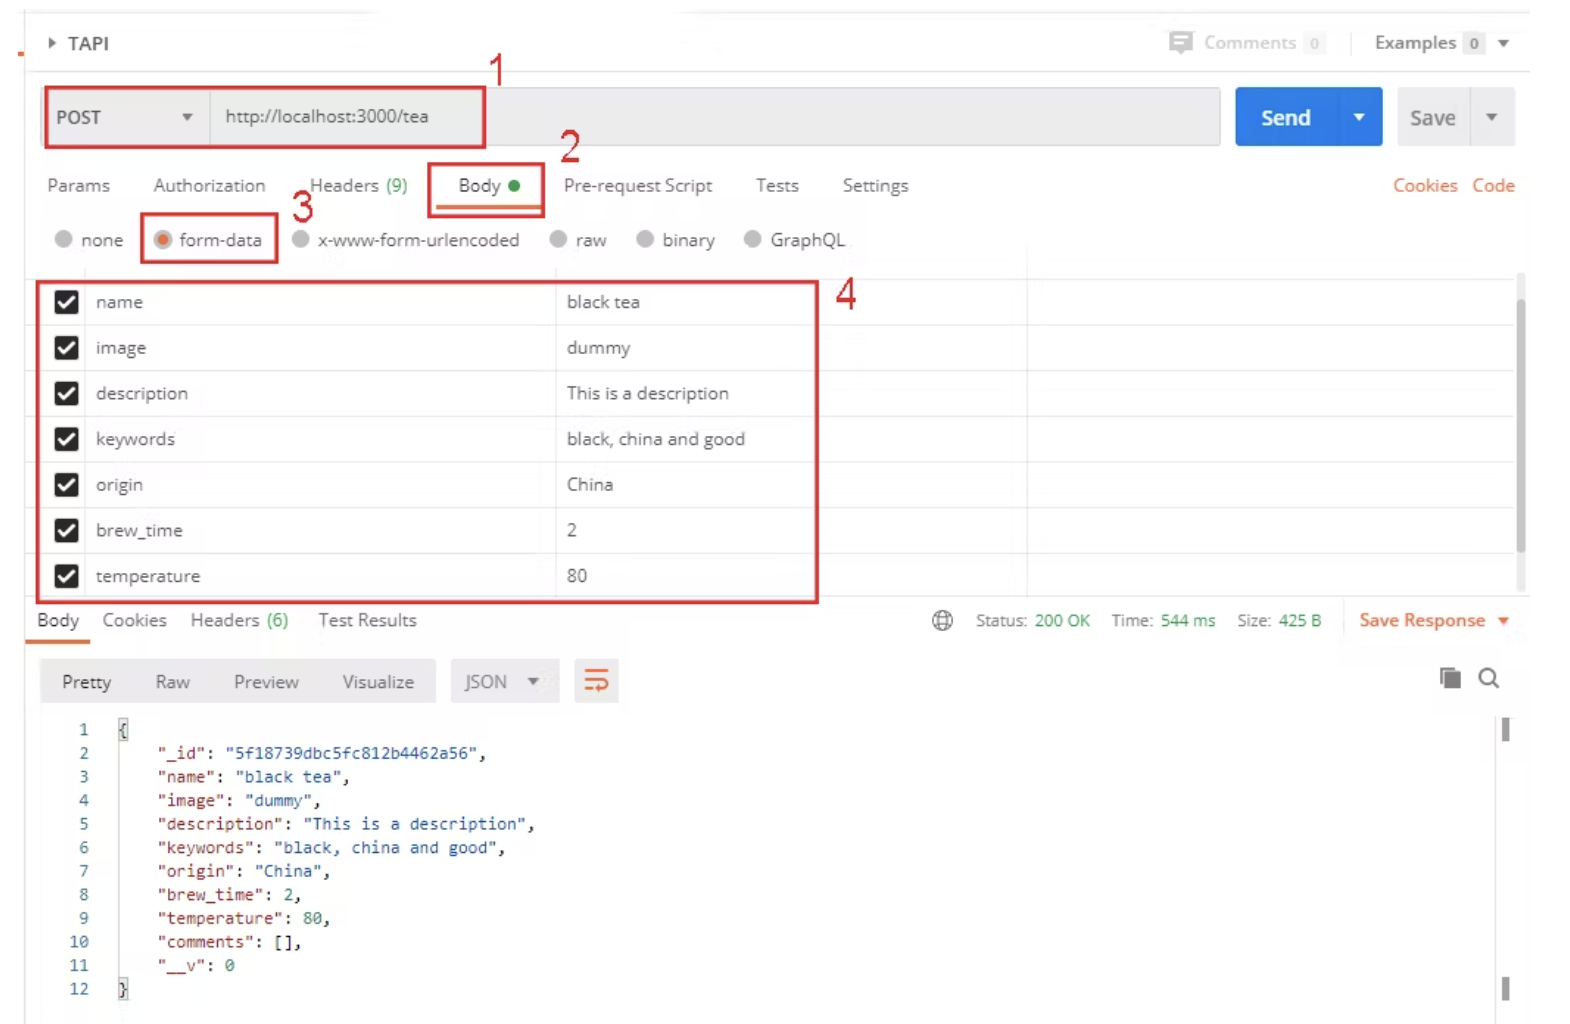 TAPI
Comments 0
Examples 0
1
POST
http://localhost:3000/tea
Send
Save
2
Params Authorization Headers (9) Body Pre-request Script Tests Settings Cookies Code
3
none form-data x-www-form-urlencoded raw binary GraphQL
4
name black tea
image dummy
description This is a description
keywords black, china and good
origin China
brew_time 2
temperature 80
Body Cookies Headers (6) Test Results Status: 200 OK Time: 544 ms Size: 425 B Save Response
Pretty Raw Preview Visualize JSON
1 {
2 "_id": "5f18739dbc5fc812b4462a56",
3 "name": "black tea",
4 "image": "dummy",
5 "description": "This is a description",
6 "keywords": "black, china and good",
7 "origin": "China",
8 "brew_time": 2,
9 "temperature": 80,
10 "comments": [],
11 "__v": 0
12 }